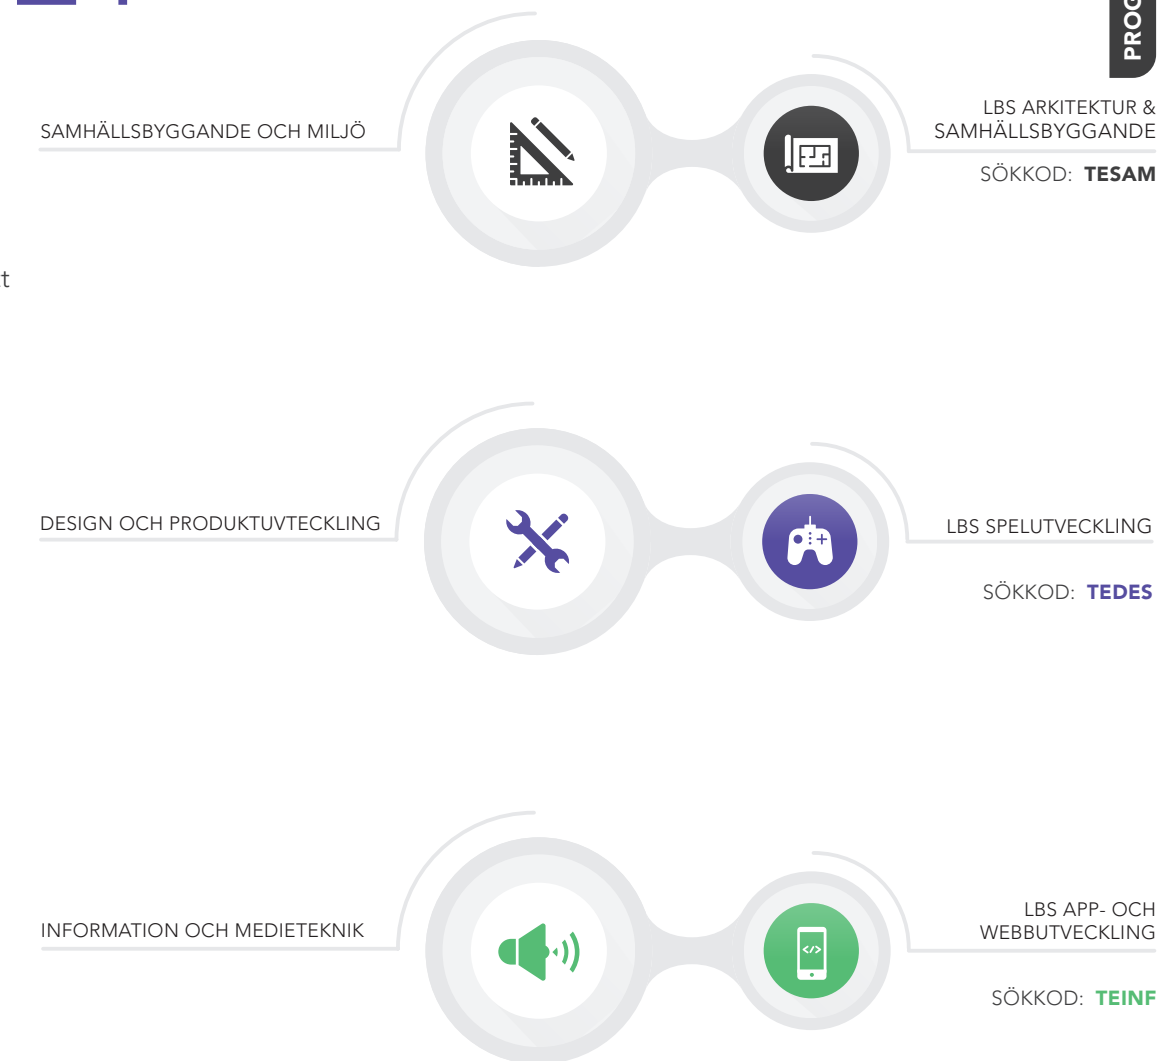 PROG
SAMHÄLLSBYGGANDE OCH MILJÖ
LBS ARKITEKTUR &
SAMHÄLLSBYGGANDE
SÖKKOD: TESAM
DESIGN OCH PRODUKTUVTECKLING
LBS SPELUTVECKLING
SÖKKOD: TEDES
INFORMATION OCH MEDIETEKNIK
LBS APP- OCH
WEBBUTVECKLING
SÖKKOD: TEINF